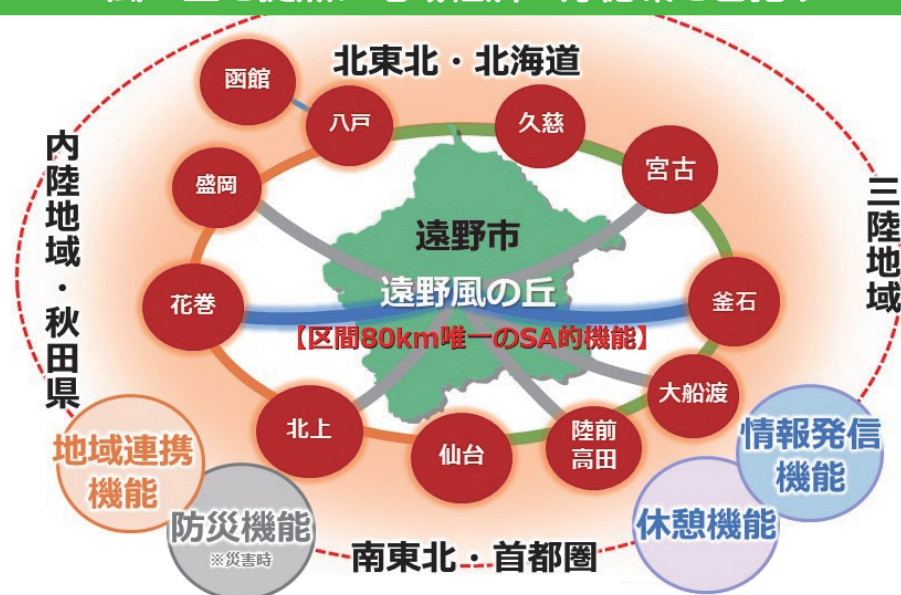 北東北・北海道
函館
八戸
久慈
盛岡
宮古
内陸地域・秋田県
三陸地域
遠野市
遠野風の丘
花巻
釜石
【区間80km唯一のSA的機能】
大船渡
北上
仙台
陸前
高田
地域連携
機能
情報発信
機能
防災機能
※災害時
休憩機能
南東北・首都圏